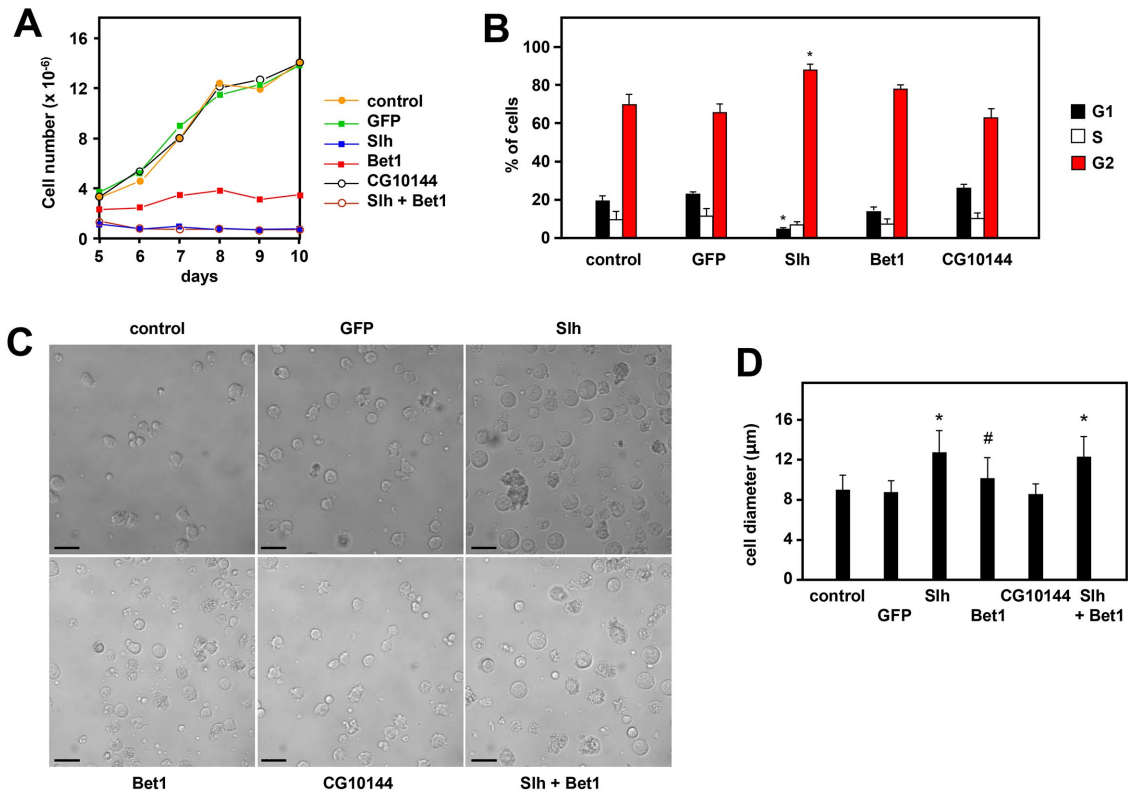 A
Cell number (x 10⁻⁶)
16
12
8
4
0
5 6 7 8 9 10
days
control
GFP
Slh
Bet1
CG10144
Slh + Bet1
B
% of cells
100
80
60
40
20
0
*
*
control GFP Slh Bet1 CG10144
G1
S
G2
C
control GFP Slh
Bet1 CG10144 Slh + Bet1
D
cell diameter (µm)
16
12
8
4
0
* # *
control Slh CG10144 Slh
GFP Bet1 + Bet1